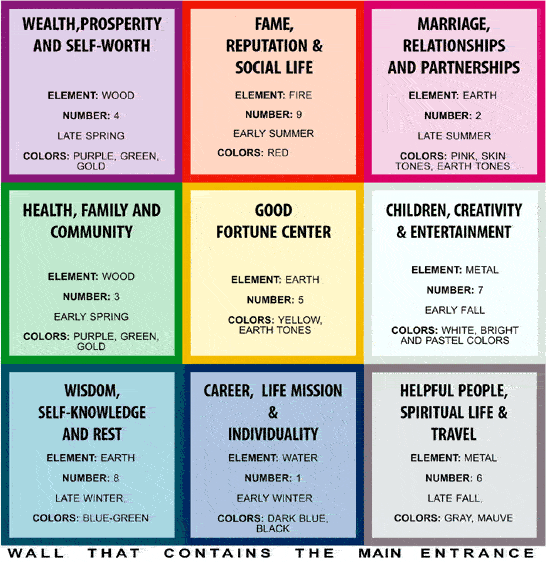 WEALTH,PROSPERITY
AND SELF-WORTH
ELEMENT: WOOD
NUMBER: 4
LATE SPRING
COLORS: PURPLE, GREEN,
GOLD
FAME,
REPUTATION &
SOCIAL LIFE
ELEMENT: FIRE
NUMBER: 9
EARLY SUMMER
COLORS: RED
MARRIAGE,
RELATIONSHIPS
AND PARTNERSHIPS
ELEMENT: EARTH
NUMBER: 2
LATE SUMMER
COLORS: PINK, SKIN
TONES, EARTH TONES
HEALTH, FAMILY AND
COMMUNITY
ELEMENT: WOOD
NUMBER: 3
EARLY SPRING
COLORS: PURPLE, GREEN,
GOLD
GOOD
FORTUNE CENTER
ELEMENT: EARTH
NUMBER: 5
COLORS: YELLOW,
EARTH TONES
CHILDREN, CREATIVITY
& ENTERTAINMENT
ELEMENT: METAL
NUMBER: 7
EARLY FALL
COLORS: WHITE, BRIGHT
AND PASTEL COLORS
WISDOM,
SELF-KNOWLEDGE
AND REST
ELEMENT: EARTH
NUMBER: 8
LATE WINTER
COLORS: BLUE-GREEN
CAREER, LIFE MISSION
&
INDIVIDUALITY
ELEMENT: WATER
NUMBER: 1
EARLY WINTER
COLORS: DARK BLUE,
BLACK
HELPFUL PEOPLE,
SPIRITUAL LIFE &
TRAVEL
ELEMENT: METAL
NUMBER: 6
LATE FALL
COLORS: GRAY, MAUVE
WALL THAT CONTAINS THE MAIN ENTRANCE